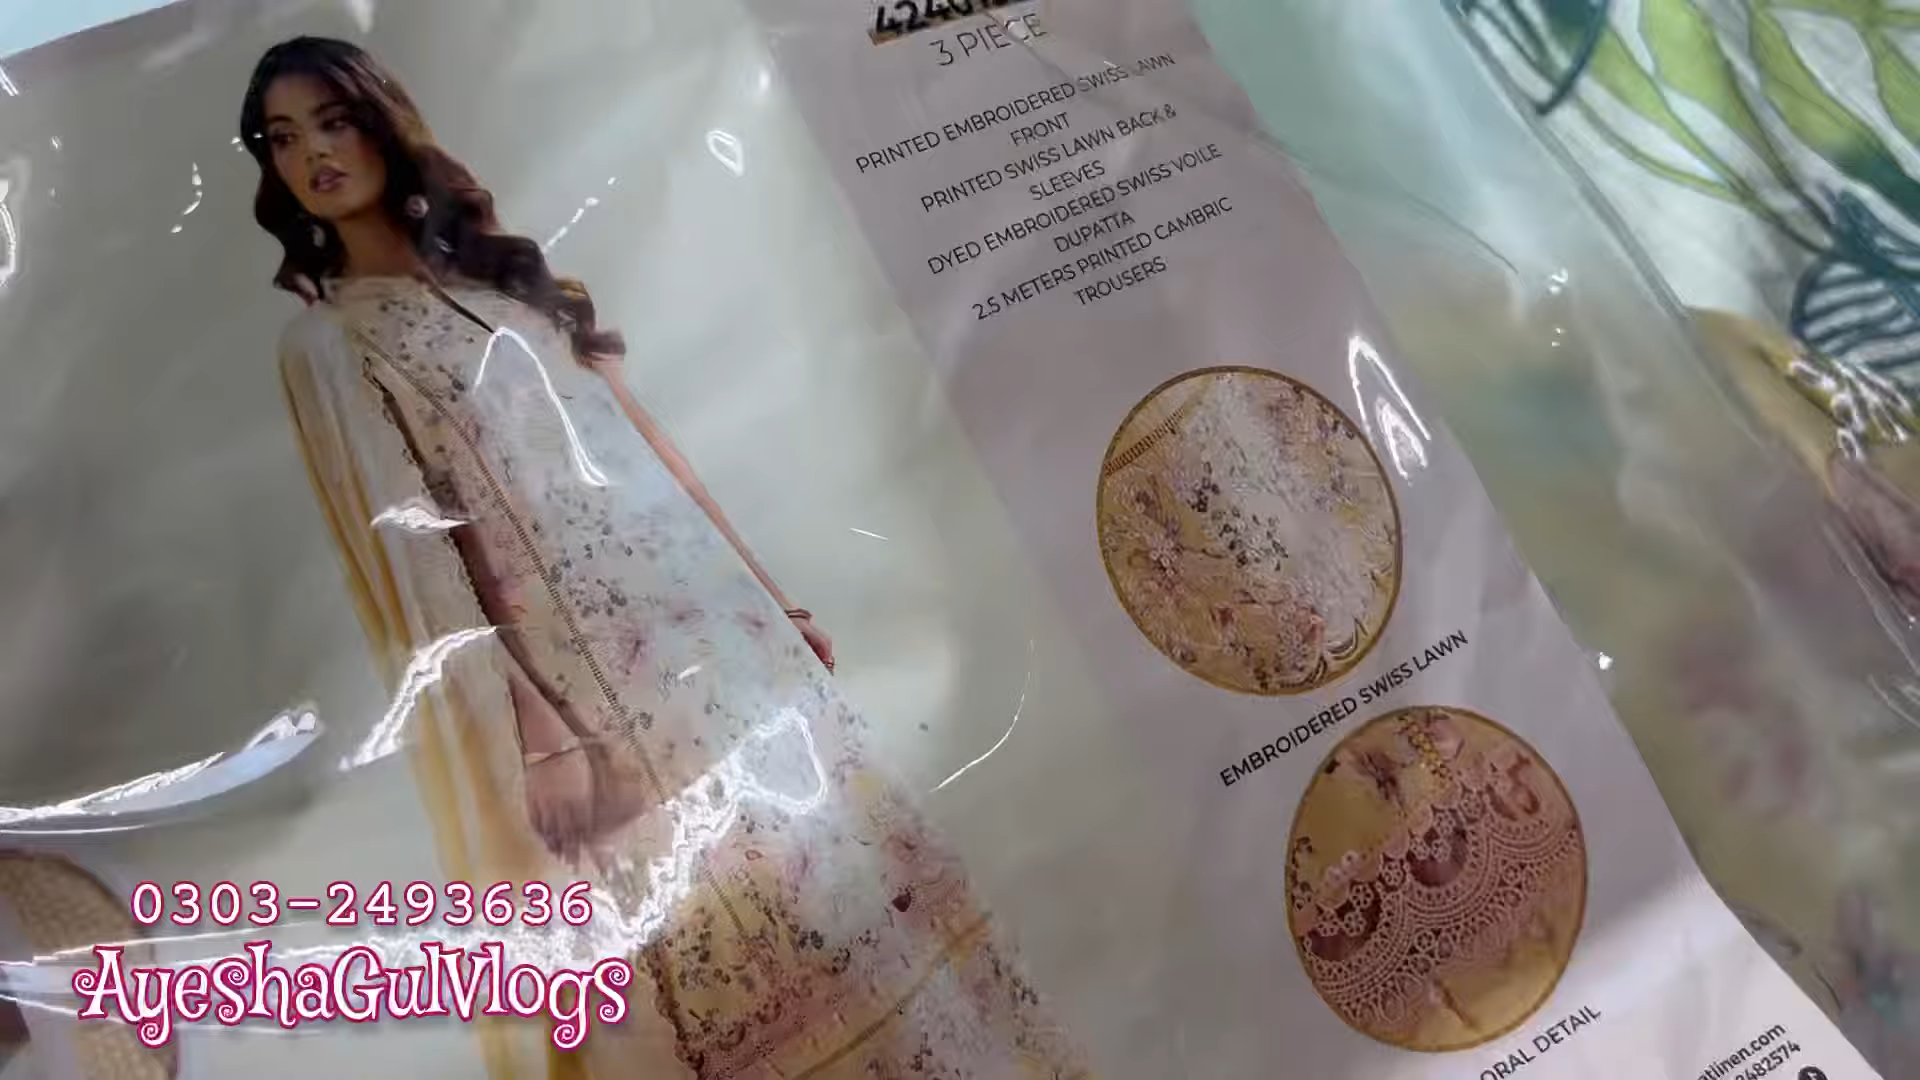 3 PIECE
PRINTED EMBROIDERED SWISS LAWN
FRONT
PRINTED SWISS LAWN BACK &
SLEEVES
DYED EMBROIDERED SWISS VOILE
DUPATTA
2.5 METERS PRINTED CAMBRIC
TROUSERS
EMBROIDERED SWISS LAWN
DETAIL
0303-2493636
AyeshaGulVlogs